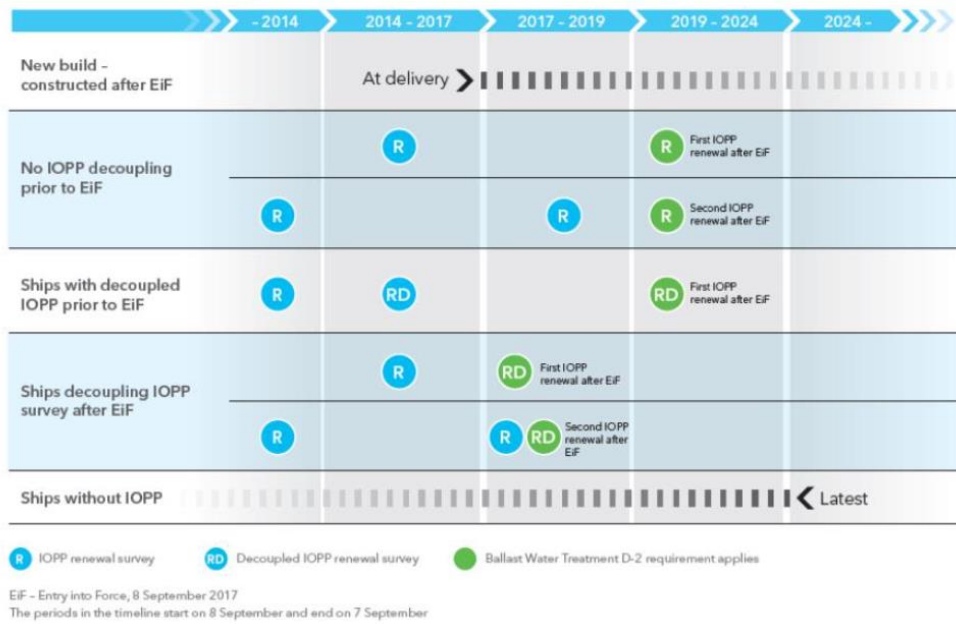 - 2014
2014 - 2017
2017 - 2019
2019 - 2024
2024 -
New build –
constructed after EiF
At delivery
No IOPP decoupling
prior to EiF
R
R
First IOPP
renewal after EiF
R
R
R
Second IOPP
renewal after EiF
Ships with decoupled
IOPP prior to EiF
R
RD
RD
First IOPP
renewal after EiF
Ships decoupling IOPP
survey after EiF
R
RD
First IOPP
renewal after EiF
R
R
RD
Second IOPP
renewal after
EiF
Ships without IOPP
Latest
R IOPP renewal survey
RD Decoupled IOPP renewal survey
Ballast Water Treatment D-2 requirement applies
EiF – Entry into Force, 8 September 2017
The periods in the timeline start on 8 September and end on 7 September